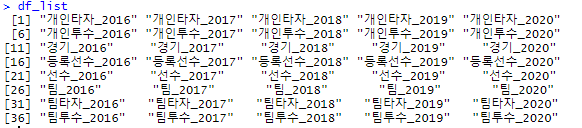 > df_list
[1] "개인타자_2016" "개인타자_2017" "개인타자_2018" "개인타자_2019" "개인타자_2020"
[6] "개인투수_2016" "개인투수_2017" "개인투수_2018" "개인투수_2019" "개인투수_2020"
[11] "경기_2016" "경기_2017" "경기_2018" "경기_2019" "경기_2020"
[16] "등록선수_2016" "등록선수_2017" "등록선수_2018" "등록선수_2019" "등록선수_2020"
[21] "선수_2016" "선수_2017" "선수_2018" "선수_2019" "선수_2020"
[26] "팀_2016" "팀_2017" "팀_2018" "팀_2019" "팀_2020"
[31] "팀타자_2016" "팀타자_2017" "팀타자_2018" "팀타자_2019" "팀타자_2020"
[36] "팀투수_2016" "팀투수_2017" "팀투수_2018" "팀투수_2019" "팀투수_2020"